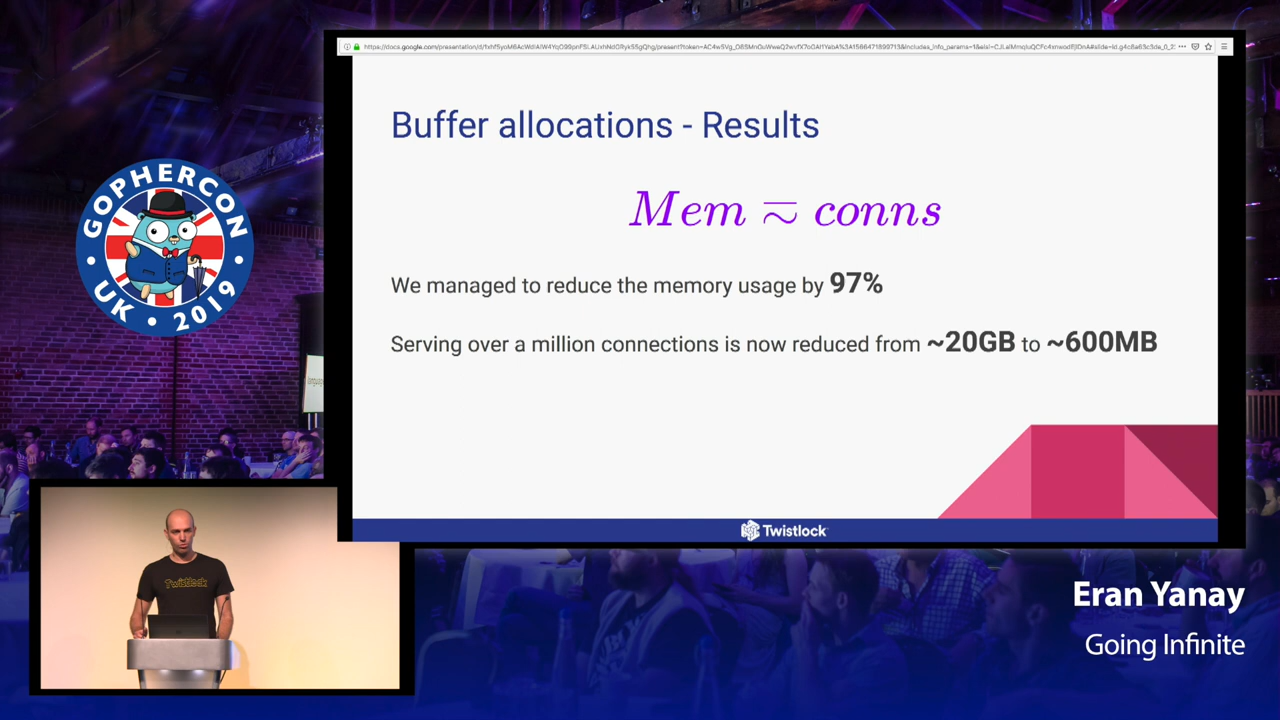 Buffer allocations - Results
Mem ≂ conns
We managed to reduce the memory usage by 97%
Serving over a million connections is now reduced from ~20GB to ~600MB
Twistlock
GOPHERCON
UK • 2019
Twistlock
Eran Yanay
Going Infinite